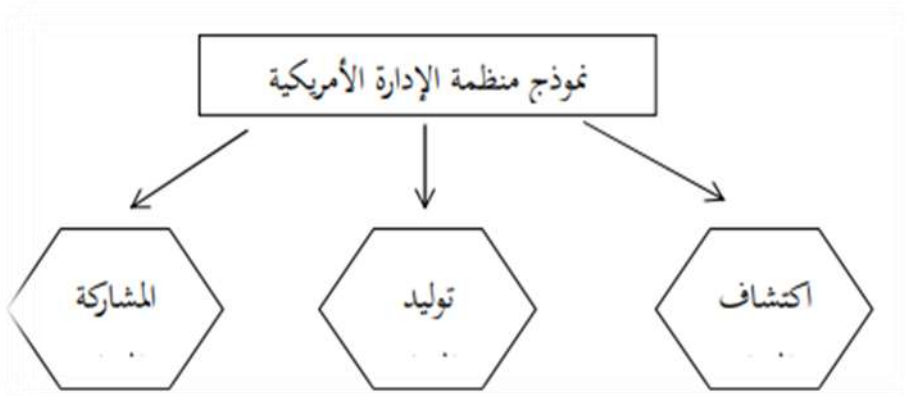 نموذج منظمة الإدارة الأمريكية
اكتشاف
توليد
المشاركة